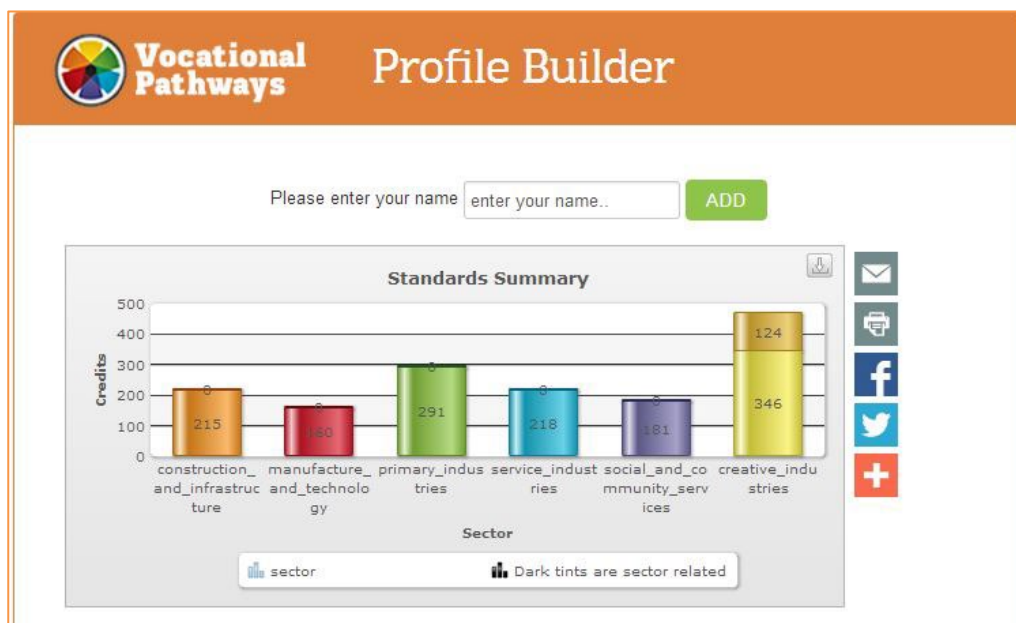 Vocational
Pathways
Profile Builder
Please enter your name
enter your name..
ADD
Standards Summary
Credits
500
400
300
200
100
0
0
215
0
160
0
291
0
218
0
181
124
346
construction_
and_infrastruc
ture
manufacture_
and_technolo
gy
primary_indus
tries
service_indust
ries
social_and_co
mmunity_serv
ices
creative_indu
stries
Sector
sector
Dark tints are sector related